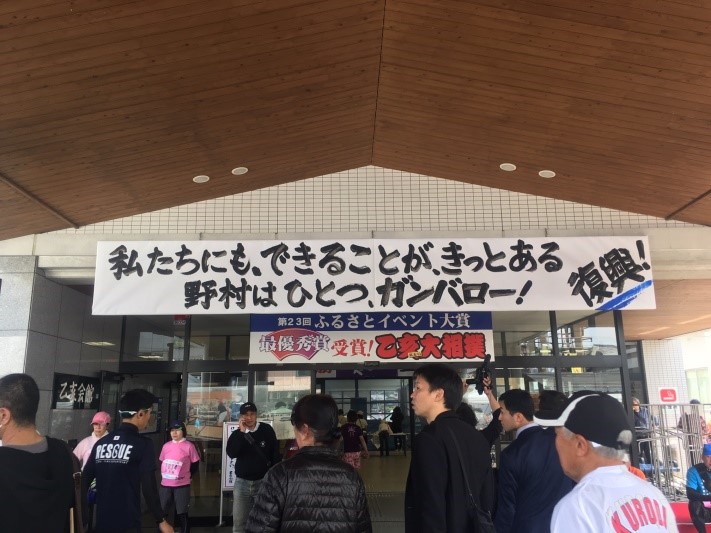 私たちにも、できることが、きっとある
野村は ひとつ、ガンバロー!
復興!
第23回 ふるさとイベント大賞
最優秀賞 受賞! 乙亥大相撲
乙亥会館
RESCUE